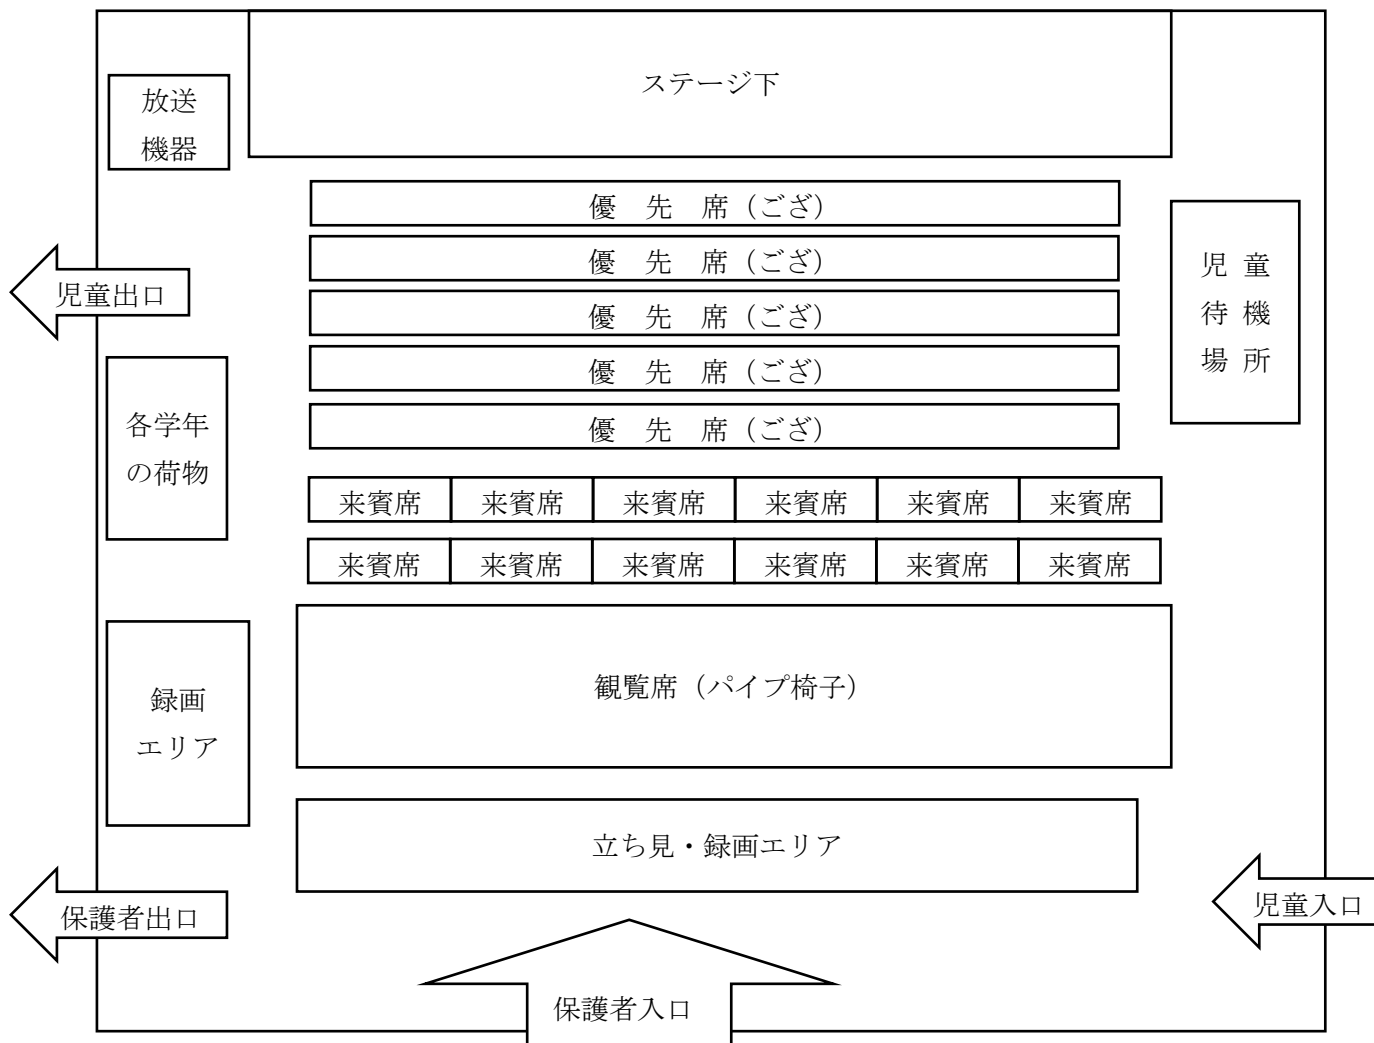 ステージ下
放送
機器
優　先　席（ござ）
優　先　席（ござ）
優　先　席（ござ）
優　先　席（ござ）
優　先　席（ござ）
児童出口
児 童
待 機
場 所
各学年
の荷物
来賓席 来賓席 来賓席 来賓席 来賓席 来賓席
来賓席 来賓席 来賓席 来賓席 来賓席 来賓席
録画
エリア
観覧席（パイプ椅子）
立ち見・録画エリア
保護者出口
児童入口
保護者入口